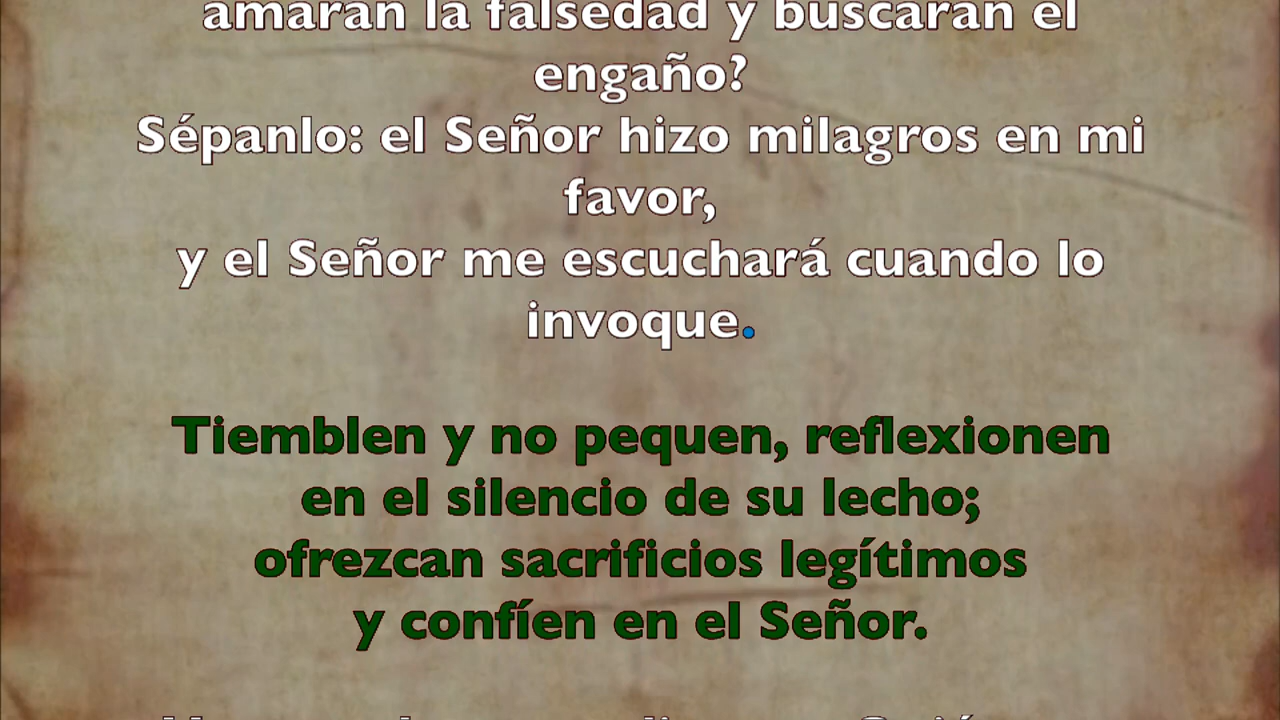 amarán la falsedad y buscarán el
engaño?
Sépanlo: el Señor hizo milagros en mi
favor,
y el Señor me escuchará cuando lo
invoque.
Tiemblen y no pequen, reflexionen
en el silencio de su lecho;
ofrezcan sacrificios legítimos
y confíen en el Señor.